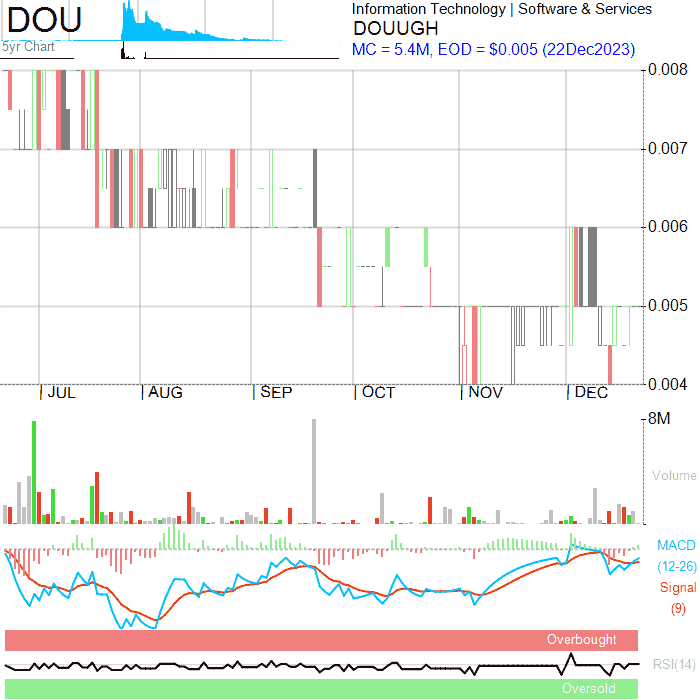 DOU
Information Technology | Software & Services
DOUUGH
MC = 5.4M, EOD = $0.005 (22Dec2023)
5yr Chart
0.008
0.007
0.006
0.005
0.004
JUL AUG SEP OCT NOV DEC
8M
Volume
MACD
(12-26)
Signal
(9)
Overbought
RSI(14)
Oversold